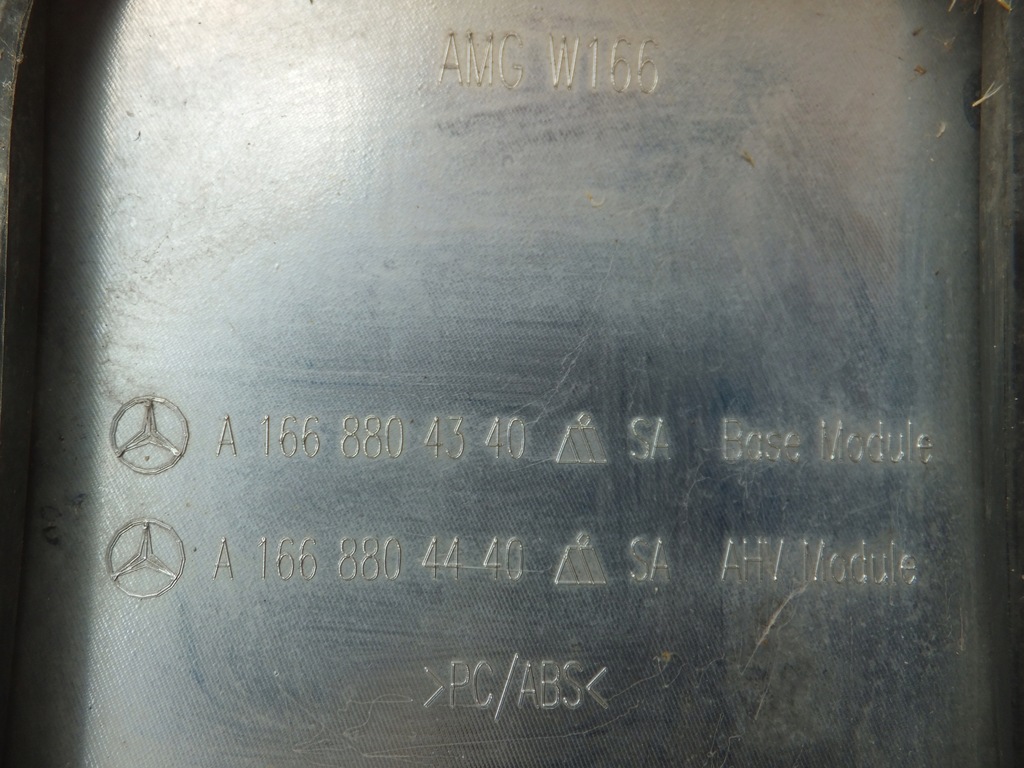 AMG W166
A 166 880 43 40 SA Base Module
A 166 880 44 40 SA AHV Module
>PC/ABS<